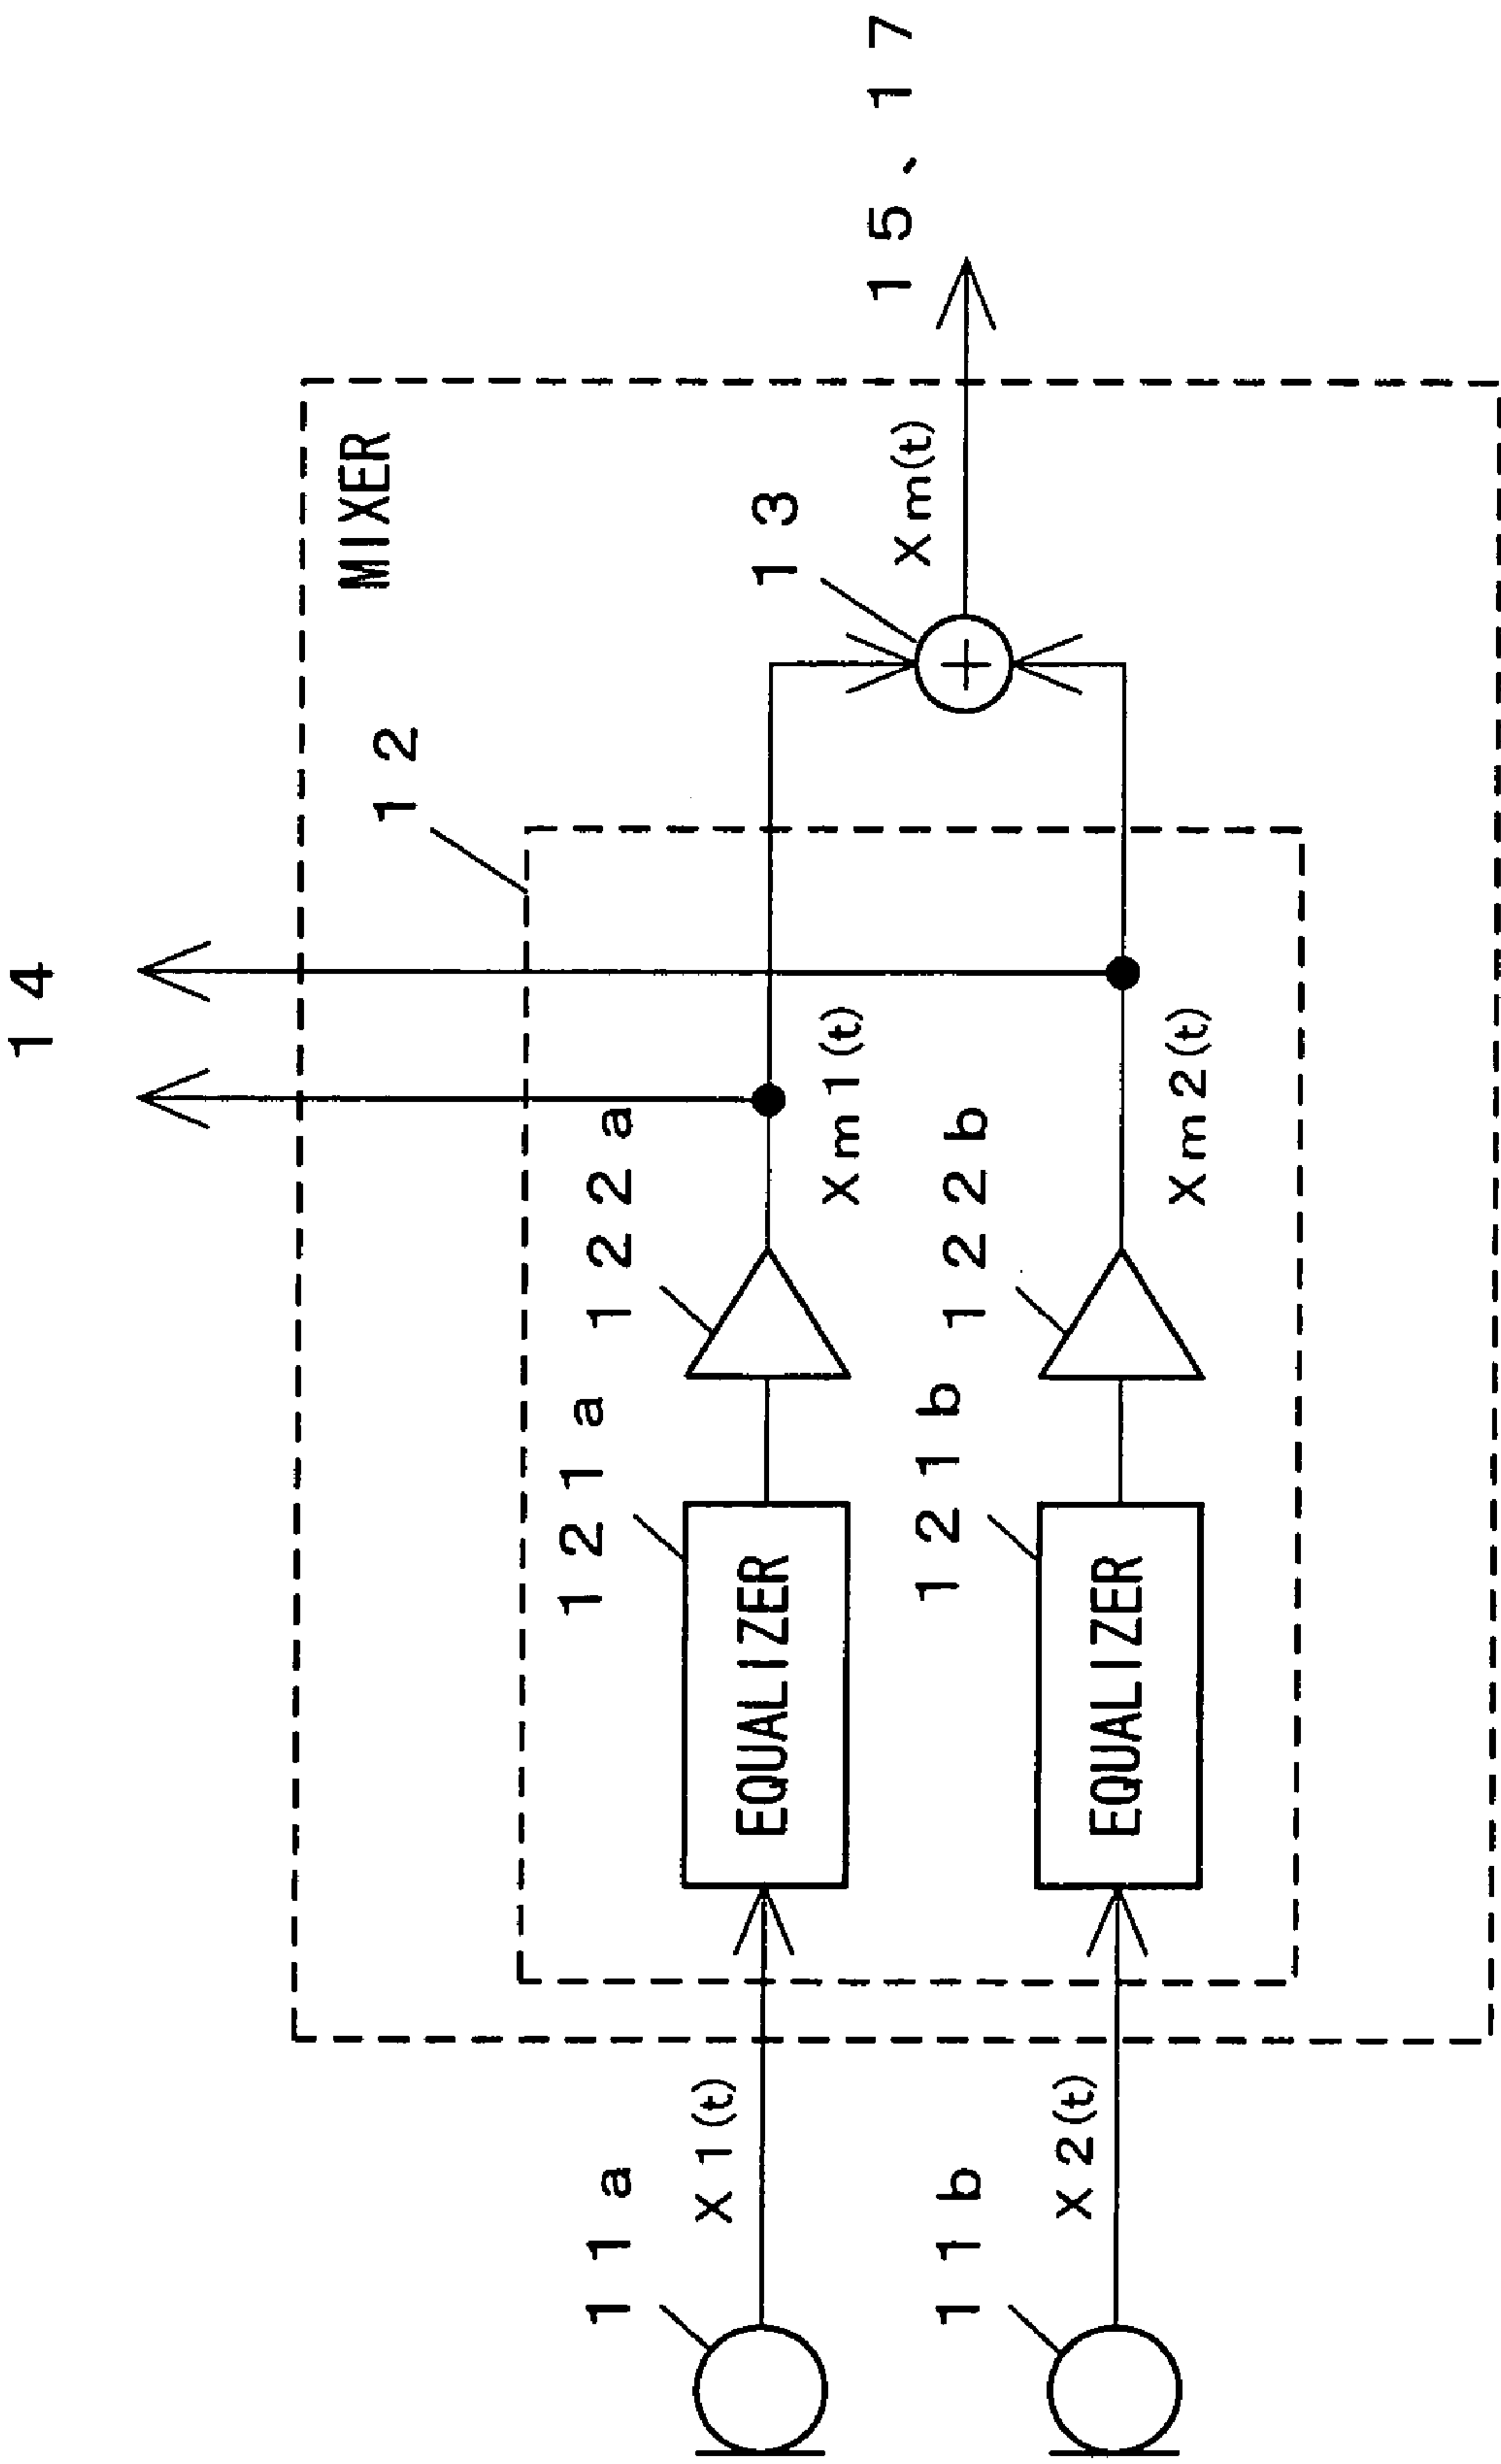 14
MIXER
12
13
Xm(t)
15、17
121a
122a
EQUALIZER
Xm1(t)
11a
X1(t)
121b
122b
EQUALIZER
Xm2(t)
11b
X2(t)